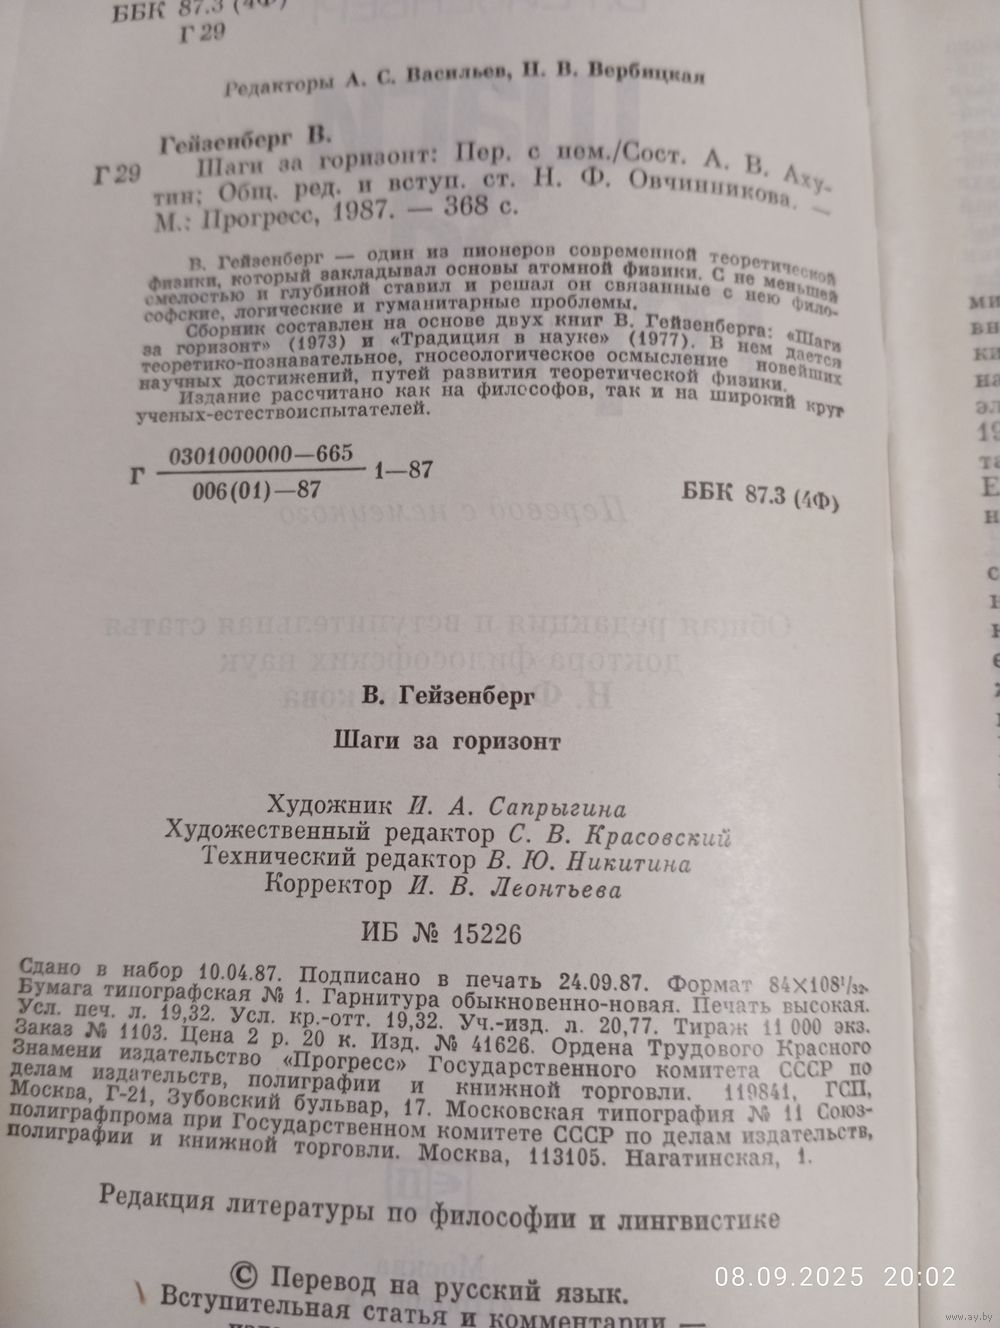 ББК 87.3 (4Ф)
Г 29
Редакторы А. С. Васильев, Н. В. Вербицкая
Гейзенберг В.
Г 29 Шаги за горизонт: Пер. с нем./Сост. А. В. Аху-
тин; Общ. ред. и вступ. ст. Н. Ф. Овчинникова. —
М.: Прогресс, 1987. — 368 с.
В. Гейзенберг — один из пионеров современной теоретической
физики, который закладывал основы атомной физики. С не меньшей
смелостью и глубиной ставил и решал он связанные с нею фило-
софские, логические и гуманитарные проблемы.
Сборник составлен на основе двух книг В. Гейзенберга: «Шаги
за горизонт» (1973) и «Традиция в науке» (1977). В нем дается
теоретико-познавательное, гносеологическое осмысление новейших
научных достижений, путей развития теоретической физики.
Издание рассчитано как на философов, так и на широкий круг
ученых-естествоиспытателей.
Г 0301000000—665 1—87
006(01)—87
ББК 87.3 (4Ф)
В. Гейзенберг
Шаги за горизонт
Художник И. А. Сапрыгина
Художественный редактор С. В. Красовский
Технический редактор В. Ю. Никитина
Корректор И. В. Леонтьева
ИБ № 15226
Сдано в набор 10.04.87. Подписано в печать 24.09.87. Формат 84×108¹/₃₂.
Бумага типографская № 1. Гарнитура обыкновенно-новая. Печать высокая.
Усл. печ. л. 19,32. Усл. кр.-отт. 19,32. Уч.-изд. л. 20,77. Тираж 11 000 экз.
Заказ № 1103. Цена 2 р. 20 к. Изд. № 41626. Ордена Трудового Красного
Знамени издательство «Прогресс» Государственного комитета СССР по
делам издательств, полиграфии и книжной торговли. 119841, ГСП,
Москва, Г-21, Зубовский бульвар, 17. Московская типография № 11 Союз-
полиграфпрома при Государственном комитете СССР по делам издательств,
полиграфии и книжной торговли. Москва, 113105. Нагатинская, 1.
Редакция литературы по философии и лингвистике
© Перевод на русский язык.
Вступительная статья и комментарии —
08.09.2025 20:02
www.ay.by